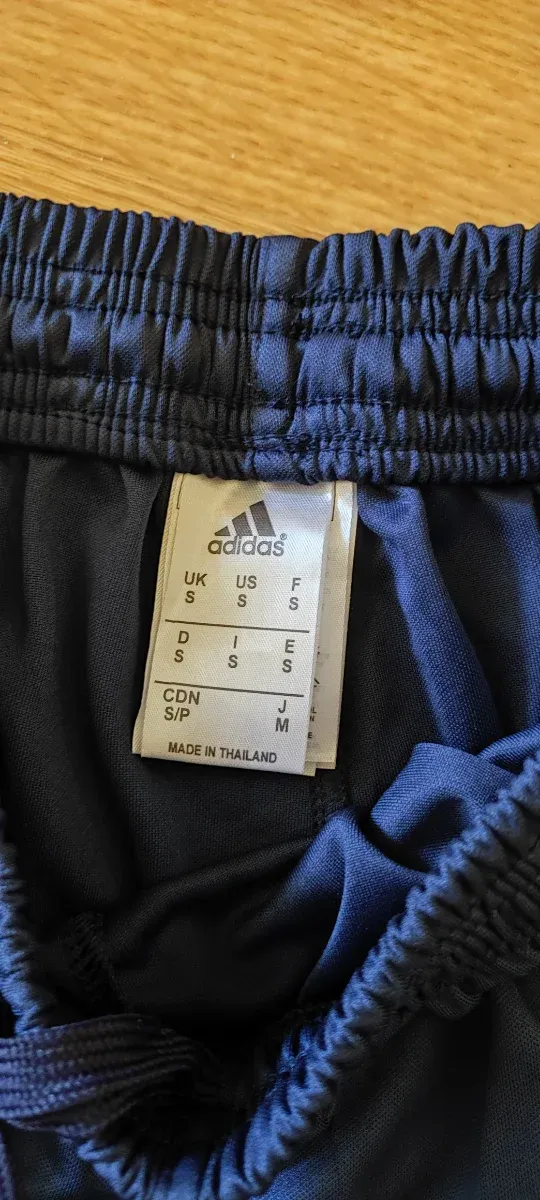 adidas®
UK US F
S S S
D I E
S S S
CDN J
S/P M
MADE IN THAILAND